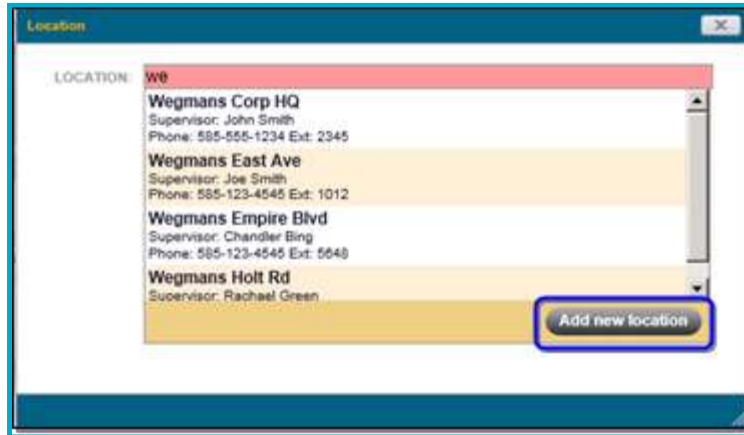 Location
LOCATION: we
Wegmans Corp HQ
Supervisor: John Smith
Phone: 585-555-1234 Ext: 2345
Wegmans East Ave
Supervisor: Joe Smith
Phone: 585-123-4545 Ext: 1012
Wegmans Empire Blvd
Supervisor: Chandler Bing
Phone: 585-123-4545 Ext: 5648
Wegmans Holt Rd
Supervisor: Rachael Green
Add new location